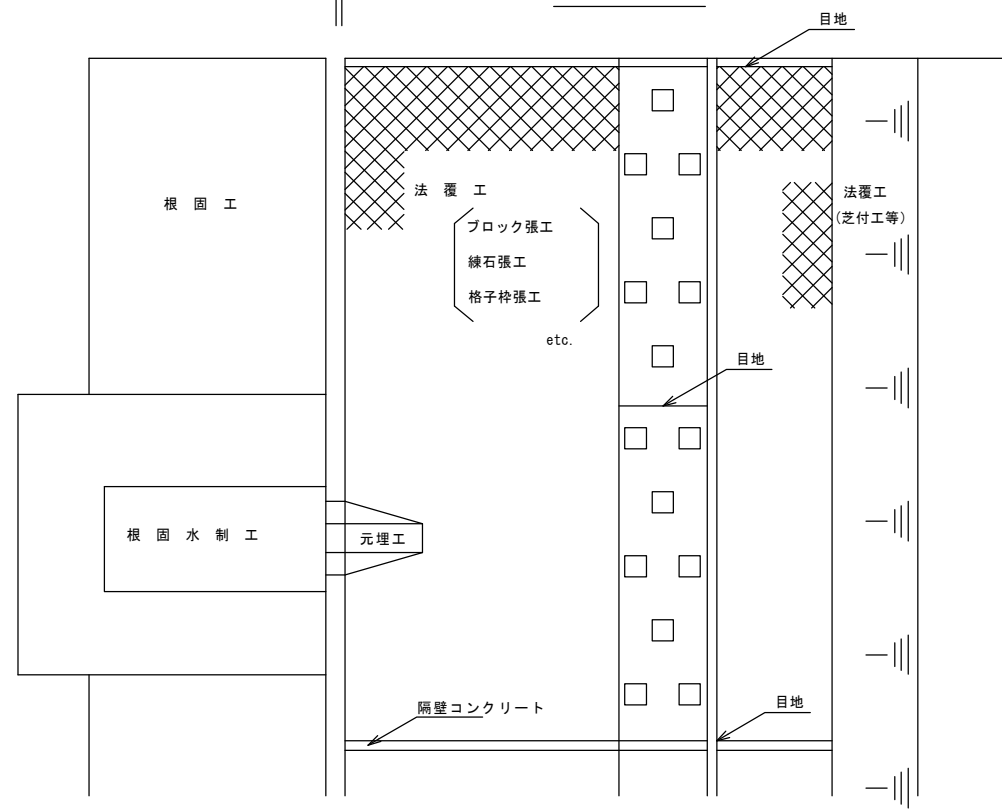 目地
根固工
法覆工
ブロック張工
練石張工
格子枠張工
etc.
法覆工
(芝付工等)
目地
根固水制工
元埋工
隔壁コンクリート
目地